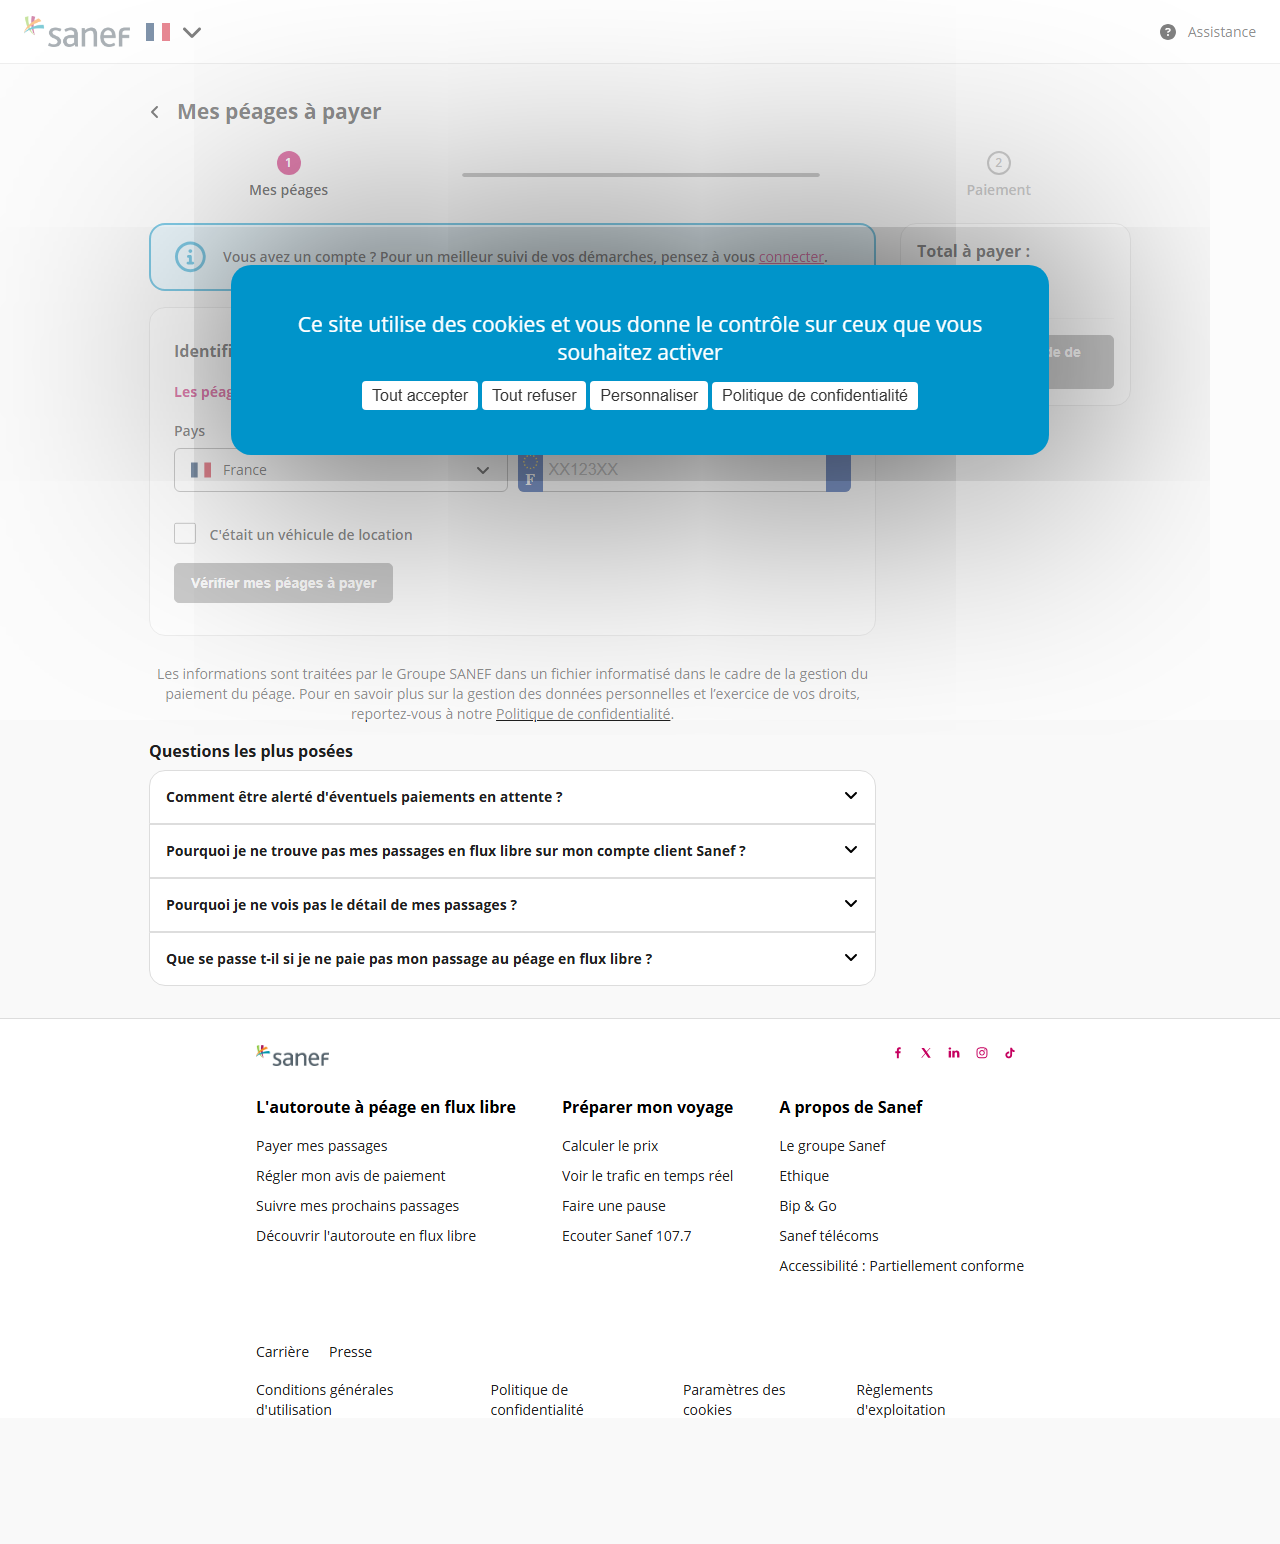 sanef
Assistance
Mes péages à payer
1
2
Mes péages
Paiement
Vous avez un compte ? Pour un meilleur suivi de vos démarches, pensez à vous connecter.
Total à payer :
Ce site utilise des cookies et vous donne le contrôle sur ceux que vous
souhaitez activer
Tout accepter Tout refuser Personnaliser Politique de confidentialité
Pays
France
F
XX123XX
C'était un véhicule de location
Vérifier mes péages à payer
Les informations sont traitées par le Groupe SANEF dans un fichier informatisé dans le cadre de la gestion du
paiement du péage. Pour en savoir plus sur la gestion des données personnelles et l'exercice de vos droits,
reportez-vous à notre Politique de confidentialité.
Questions les plus posées
Comment être alerté d'éventuels paiements en attente ?
Pourquoi je ne trouve pas mes passages en flux libre sur mon compte client Sanef ?
Pourquoi je ne vois pas le détail de mes passages ?
Que se passe t-il si je ne paie pas mon passage au péage en flux libre ?
sanef
L'autoroute à péage en flux libre
Payer mes passages
Régler mon avis de paiement
Suivre mes prochains passages
Découvrir l'autoroute en flux libre
Préparer mon voyage
Calculer le prix
Voir le trafic en temps réel
Faire une pause
Ecouter Sanef 107.7
A propos de Sanef
Le groupe Sanef
Ethique
Bip & Go
Sanef télécoms
Accessibilité : Partiellement conforme
Carrière Presse
Conditions générales
d'utilisation
Politique de
confidentialité
Paramètres des
cookies
Règlements
d'exploitation